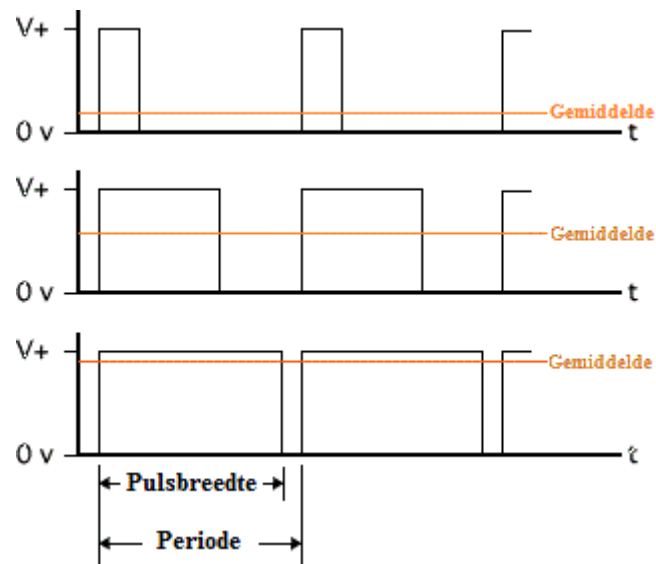 V+
Gemiddelde
0 v
t
V+
Gemiddelde
0 v
t
V+
Gemiddelde
0 v
t
Pulsbreedte
Periode